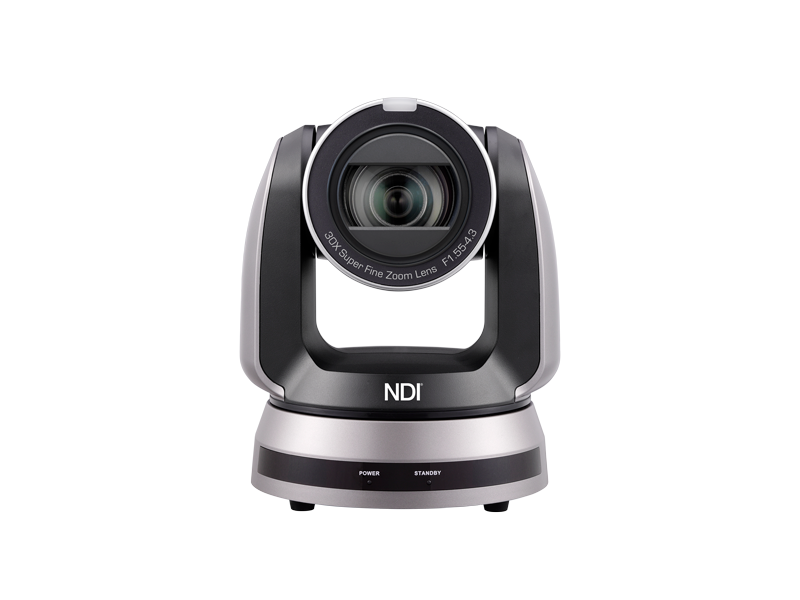 30X Super Fine Zoom Lens F1.55-4.3
NDI®
POWER STANDBY